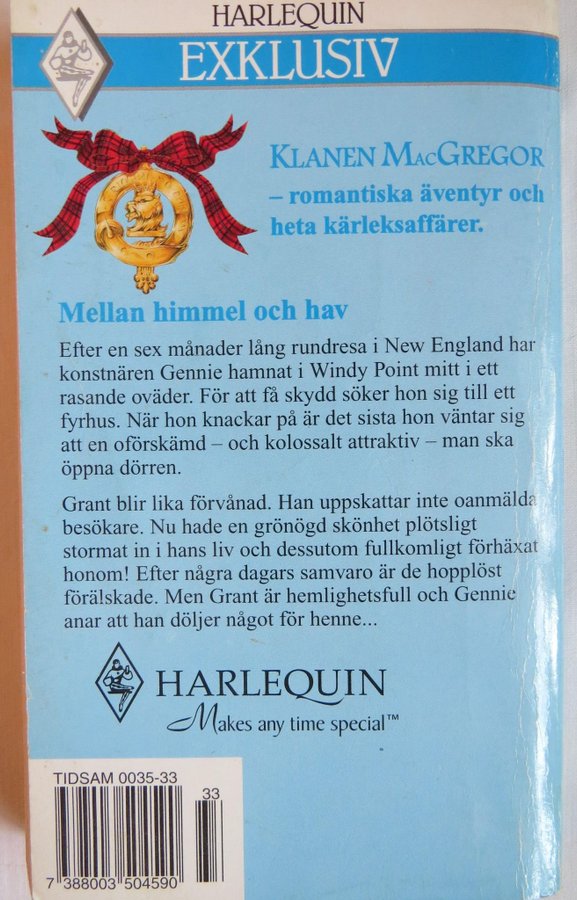 HARLEQUIN
EXKLUSIV
KLANEN MACGREGOR
– romantiska äventyr och
heta kärleksaffärer.
Mellan himmel och hav
Efter en sex månader lång rundresa i New England har
konstnären Gennie hamnat i Windy Point mitt i ett
rasande oväder. För att få skydd söker hon sig till ett
fyrhus. När hon knackar på är det sista hon väntar sig
att en oförskämd – och kolossalt attraktiv – man ska
öppna dörren.
Grant blir lika förvånad. Han uppskattar inte oanmälda
besökare. Nu hade en grönögd skönhet plötsligt
stormat in i hans liv och dessutom fullkomligt förhäxat
honom! Efter några dagars samvaro är de hopplöst
förälskade. Men Grant är hemlighetsfull och Gennie
anar att han döljer något för henne...
HARLEQUIN
Makes any time special™
TIDSAM 0035-33
33
7 388003 504590